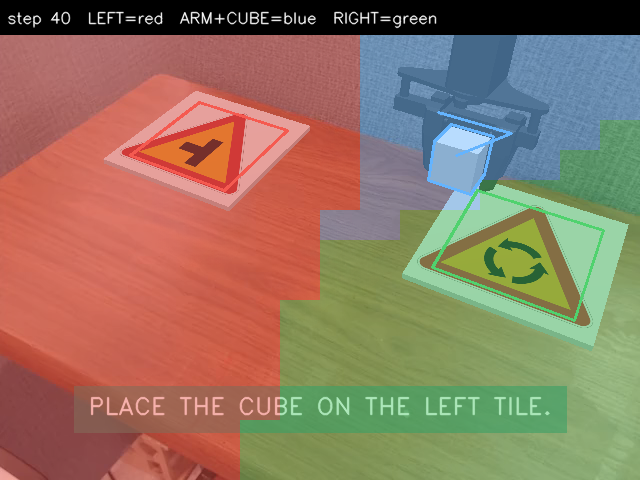 step 40 LEFT=red ARM+CUBE=blue RIGHT=green
PLACE THE CUBE ON THE LEFT TILE.